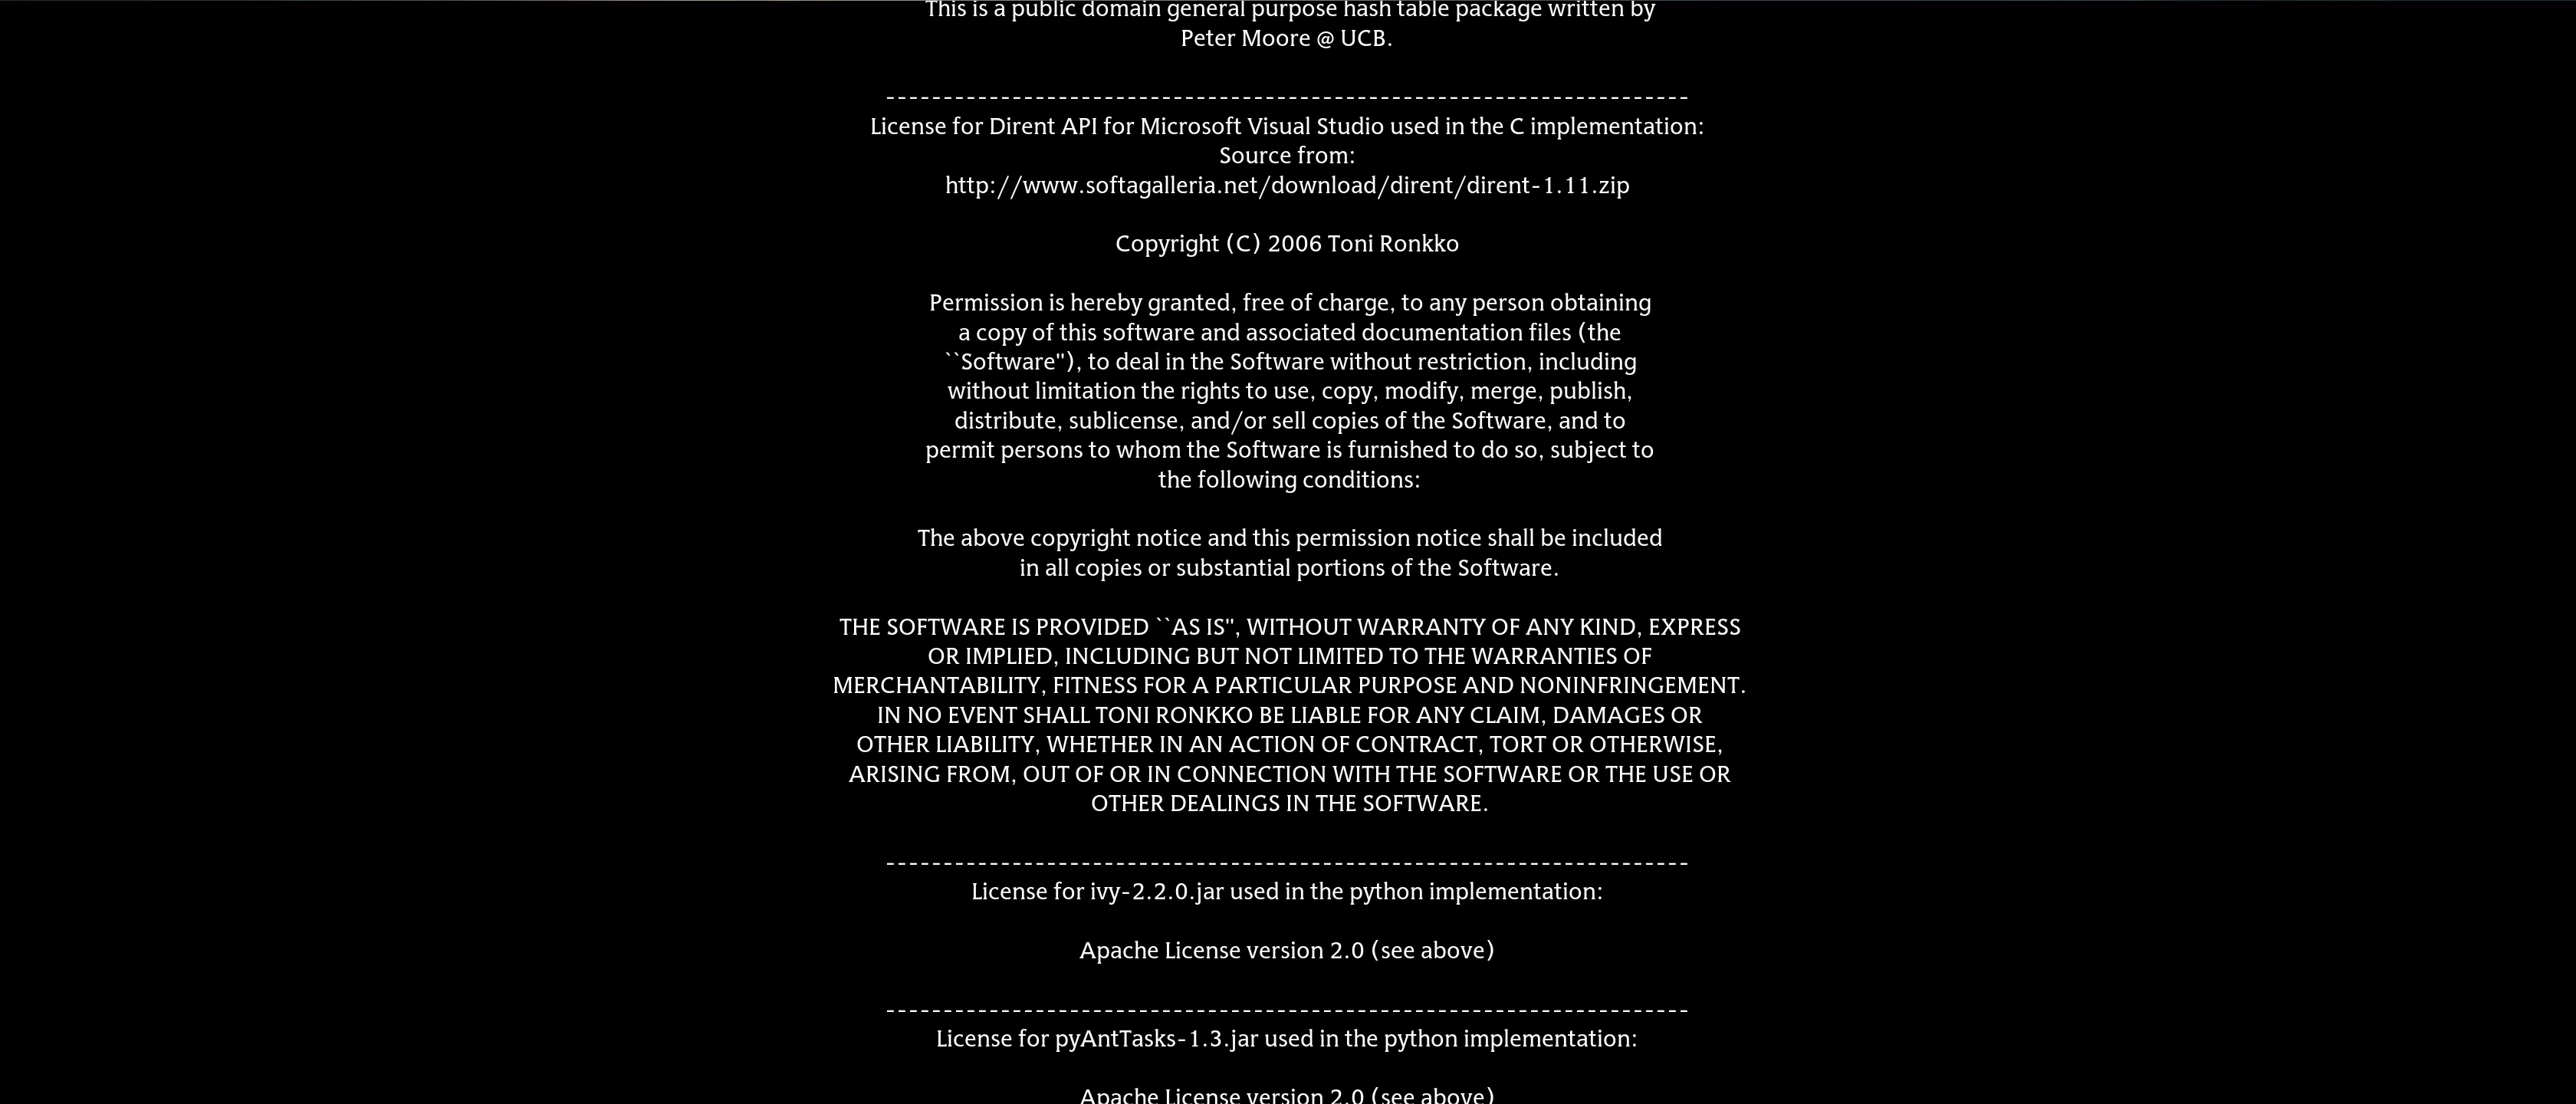 This is a public domain general purpose hash table package written by
Peter Moore @ UCB.
----------------------------------------------------------------------
License for Dirent API for Microsoft Visual Studio used in the C implementation:
Source from:
http://www.softagalleria.net/download/dirent/dirent-1.11.zip
Copyright (C) 2006 Toni Ronkko
Permission is hereby granted, free of charge, to any person obtaining
a copy of this software and associated documentation files (the
``Software''), to deal in the Software without restriction, including
without limitation the rights to use, copy, modify, merge, publish,
distribute, sublicense, and/or sell copies of the Software, and to
permit persons to whom the Software is furnished to do so, subject to
the following conditions:
The above copyright notice and this permission notice shall be included
in all copies or substantial portions of the Software.
THE SOFTWARE IS PROVIDED ``AS IS'', WITHOUT WARRANTY OF ANY KIND, EXPRESS
OR IMPLIED, INCLUDING BUT NOT LIMITED TO THE WARRANTIES OF
MERCHANTABILITY, FITNESS FOR A PARTICULAR PURPOSE AND NONINFRINGEMENT.
IN NO EVENT SHALL TONI RONKKO BE LIABLE FOR ANY CLAIM, DAMAGES OR
OTHER LIABILITY, WHETHER IN AN ACTION OF CONTRACT, TORT OR OTHERWISE,
ARISING FROM, OUT OF OR IN CONNECTION WITH THE SOFTWARE OR THE USE OR
OTHER DEALINGS IN THE SOFTWARE.
----------------------------------------------------------------------
License for ivy-2.2.0.jar used in the python implementation:
Apache License version 2.0 (see above)
----------------------------------------------------------------------
License for pyAntTasks-1.3.jar used in the python implementation:
Apache License version 2.0 (see above)